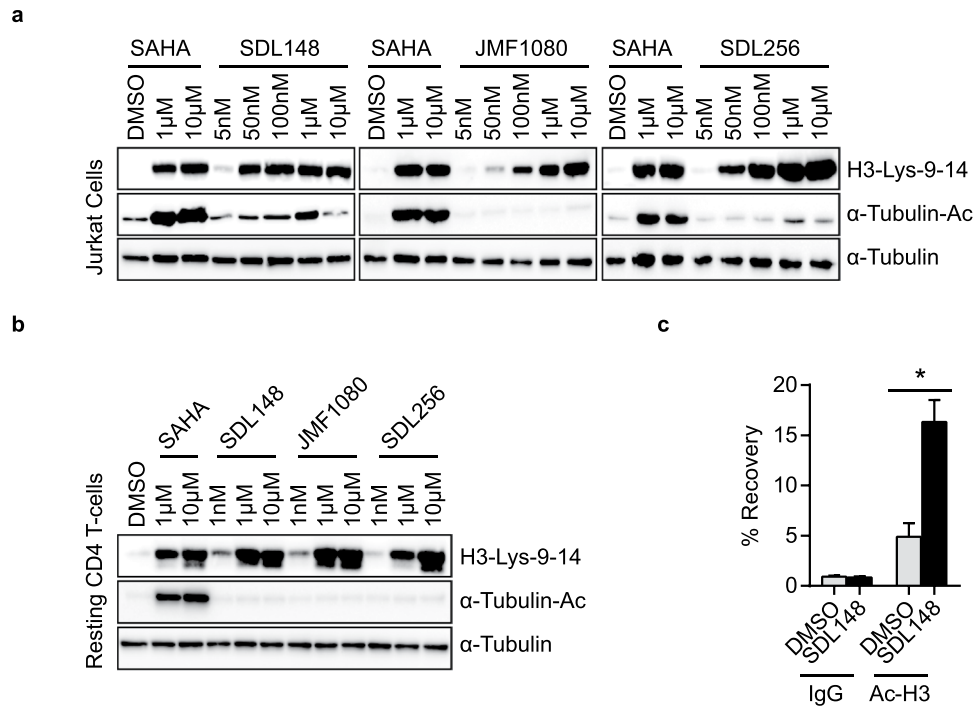 a
SAHA SDL148 SAHA JMF1080 SAHA SDL256
DMSO 1µM 10µM 5nM 50nM 100nM 1µM 10µM DMSO 1µM 10µM 5nM 50nM 100nM 1µM 10µM DMSO 1µM 10µM 5nM 50nM 100nM 1µM 10µM
Jurkat Cells
H3-Lys-9-14
α-Tubulin-Ac
α-Tubulin
b
SAHA SDL148 JMF1080 SDL256
DMSO 1µM 10µM 1nM 1µM 10µM 1nM 1µM 10µM 1nM 1µM 10µM
Resting CD4 T-cells
H3-Lys-9-14
α-Tubulin-Ac
α-Tubulin
c
*
% Recovery
20
15
10
5
0
DMSO SDL148 DMSO SDL148
IgG Ac-H3